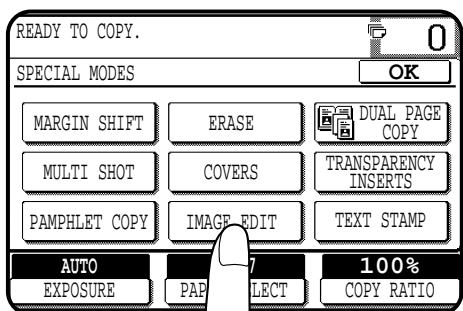 READY TO COPY.
0
SPECIAL MODES
OK
MARGIN SHIFT
ERASE
DUAL PAGE
COPY
MULTI SHOT
COVERS
TRANSPARENCY
INSERTS
PAMPHLET COPY
IMAGE EDIT
TEXT STAMP
AUTO
100%
EXPOSURE
COPY RATIO